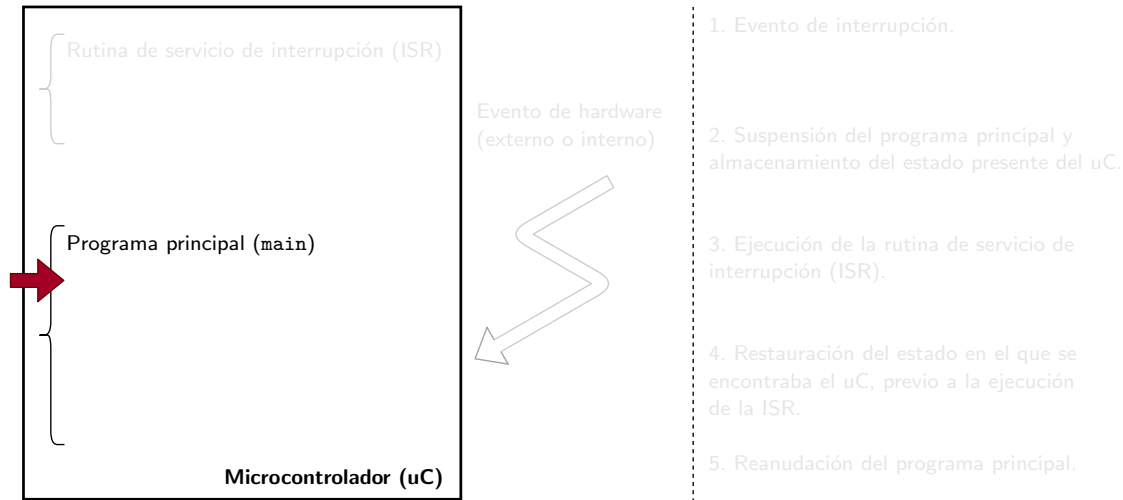 Rutina de servicio de interrupción (ISR)
Programa principal (main)
Microcontrolador (uC)
Evento de hardware
(externo o interno)
1. Evento de interrupción.
2. Suspensión del programa principal y
almacenamiento del estado presente del uC.
3. Ejecución de la rutina de servicio de
interrupción (ISR).
4. Restauración del estado en el que se
encontraba el uC, previo a la ejecución
de la ISR.
5. Reanudación del programa principal.